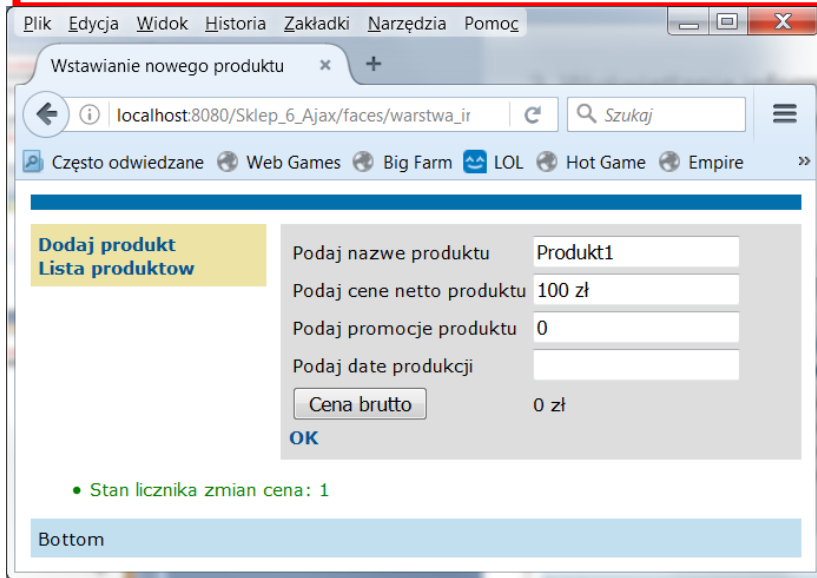 Plik Edycja Widok Historia Zakładki Narzędzia Pomoc
Wstawianie nowego produktu
localhost:8080/Sklep_6_Ajax/faces/warstwa_ir
Szukaj
Często odwiedzane Web Games Big Farm LOL Hot Game Empire »
Dodaj produkt
Lista produktow
Podaj nazwe produktu Produkt1
Podaj cene netto produktu 100 zł
Podaj promocje produktu 0
Podaj date produkcji
Cena brutto 0 zł
OK
• Stan licznika zmian cena: 1
Bottom